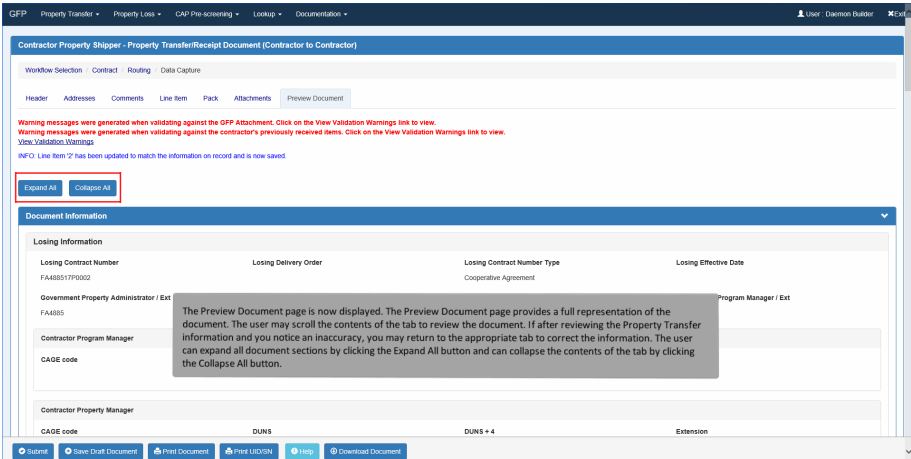 GFP Property Transfer Property Loss CAP Pre-screening Lookup Documentation User : Daemon Builder Exit
Contractor Property Shipper - Property Transfer/Receipt Document (Contractor to Contractor)
Workflow Selection / Contract / Routing / Data Capture
Header Addresses Comments Line Item Pack Attachments Preview Document
Warning messages were generated when validating against the GFP Attachment. Click on the View Validation Warnings link to view.
Warning messages were generated when validating against the contractor's previously received items. Click on the View Validation Warnings link to view.
View Validation Warnings
INFO: Line Item '2' has been updated to match the information on record and is now saved.
Expand All Collapse All
Document Information
Losing Information
Losing Contract Number Losing Delivery Order Losing Contract Number Type Losing Effective Date
FA488517P0002 Cooperative Agreement
Government Property Administrator / Ext Program Manager / Ext
FA4885
The Preview Document page is now displayed. The Preview Document page provides a full representation of the
document. The user may scroll the contents of the tab to review the document. If after reviewing the Property Transfer
information and you notice an inaccuracy, you may return to the appropriate tab to correct the information. The user
can expand all document sections by clicking the Expand All button and can collapse the contents of the tab by clicking
the Collapse All button.
Contractor Program Manager
CAGE code
Contractor Property Manager
CAGE code DUNS DUNS + 4 Extension
Submit Save Draft Document Print Document Print UID/SN Help Download Document